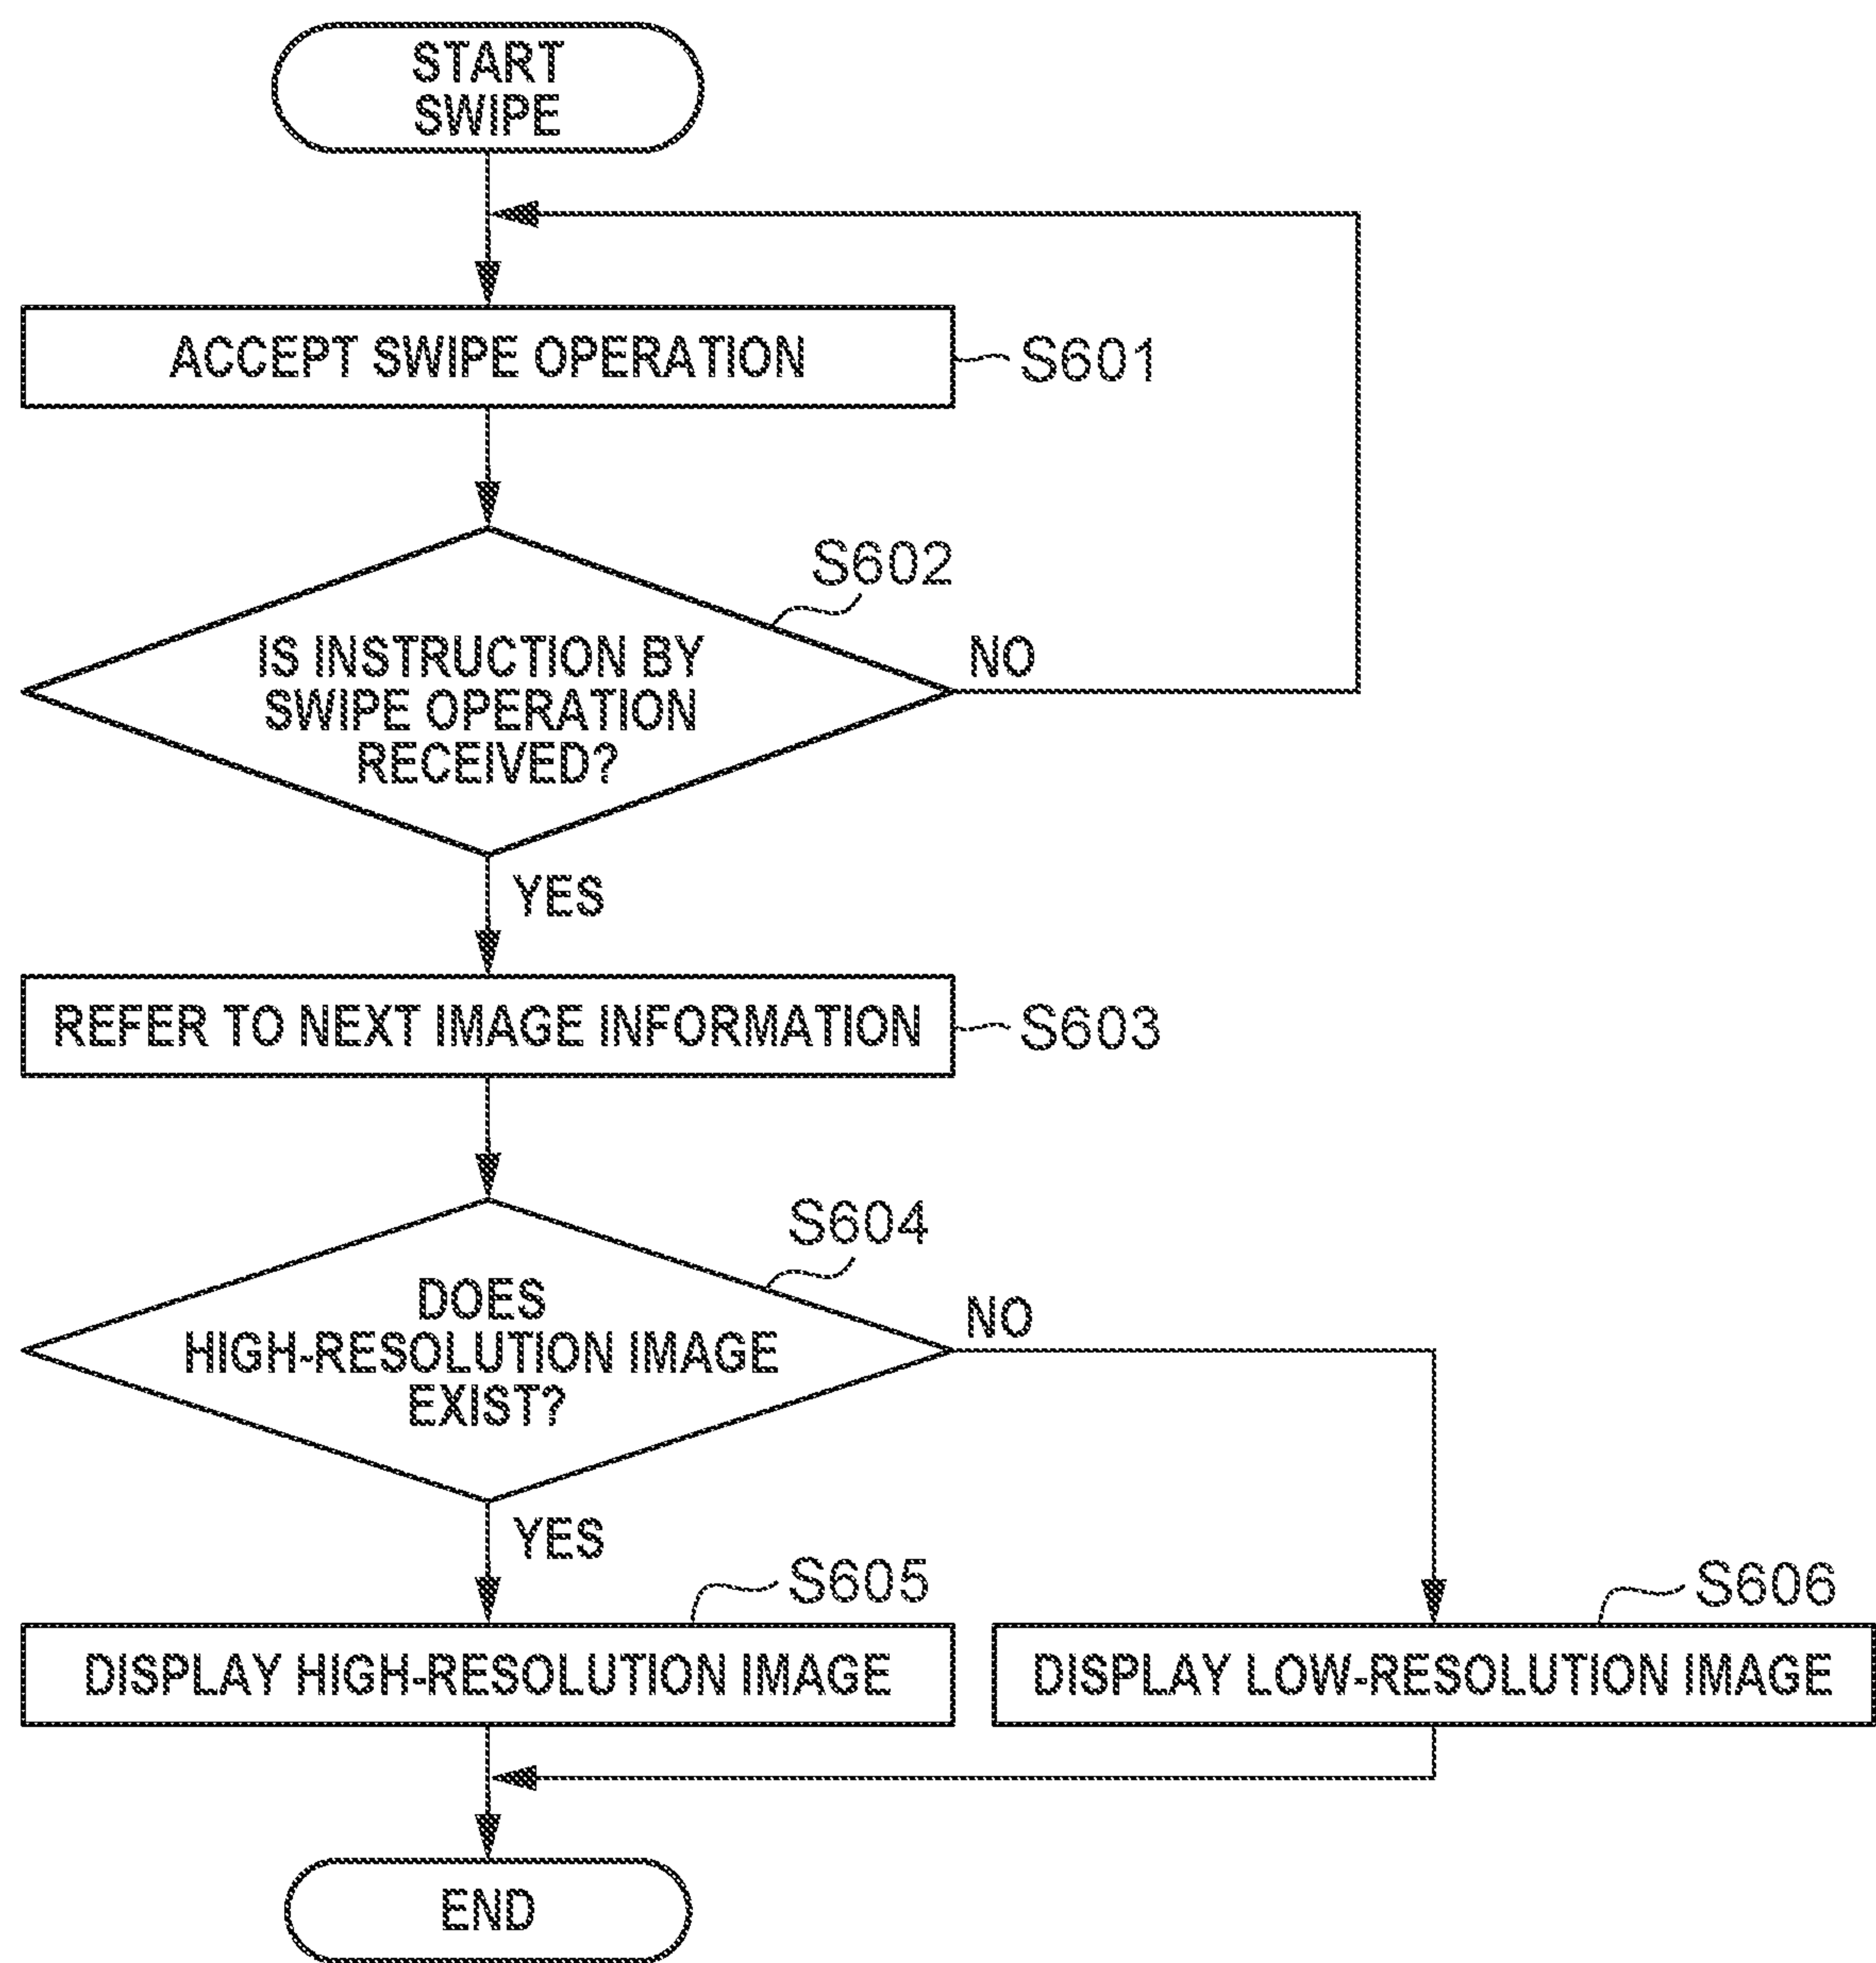 START
SWIPE
ACCEPT SWIPE OPERATION
S601
S602
IS INSTRUCTION BY
SWIPE OPERATION
RECEIVED?
NO
YES
REFER TO NEXT IMAGE INFORMATION
S603
S604
DOES
HIGH-RESOLUTION IMAGE
EXIST?
NO
YES
S605
DISPLAY HIGH-RESOLUTION IMAGE
S606
DISPLAY LOW-RESOLUTION IMAGE
END